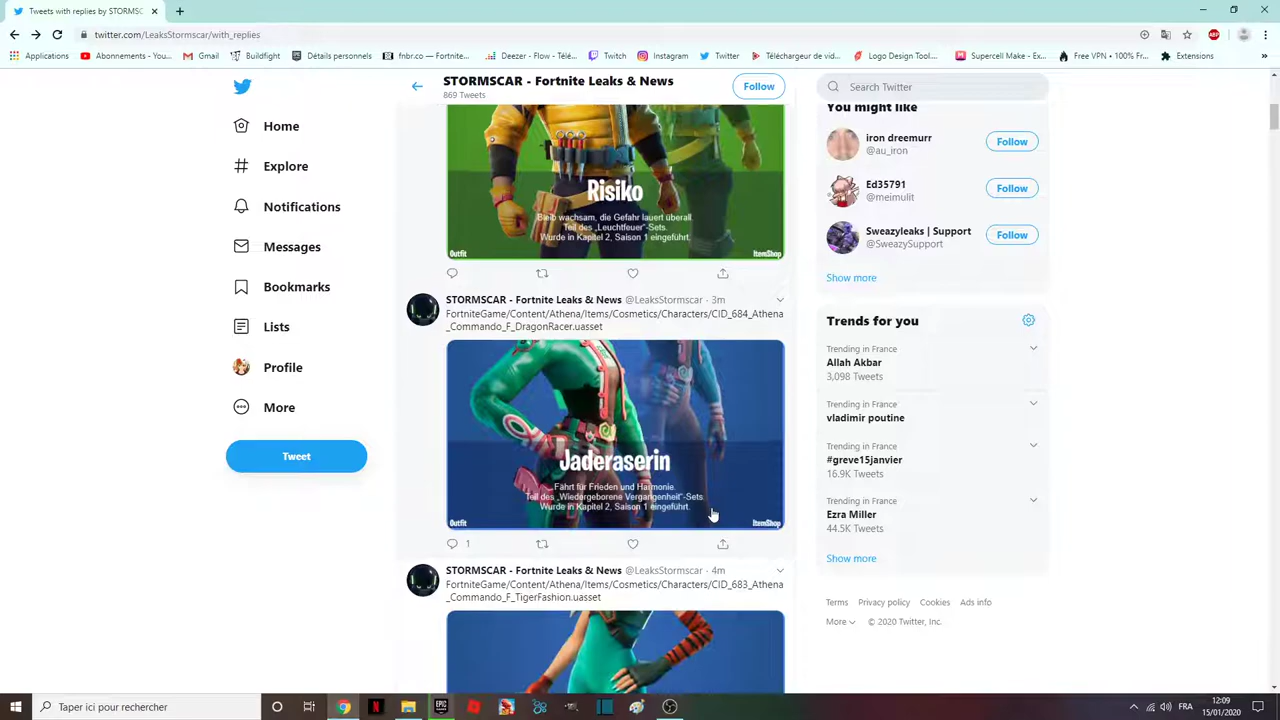 Tweets with replies by STORMSC
twitter.com/LeaksStormscar/with_replies
Applications
Abonnements - You...
Gmail
Buildfight
Détails personnels
fnbr.co — Fortnite...
Deezer - Flow - Télé...
Twitch
Instagram
Twitter
Téléchargeur de vid...
Logo Design Tool...
Supercell Make - Ex...
Free VPN • 100% Fr...
Extensions
STORMSCAR - Fortnite Leaks & News
869 Tweets
Follow
Search Twitter
Home
Explore
Notifications
Messages
Bookmarks
Lists
Profile
More
Tweet
Risiko
Bleib wachsam, die Gefahr lauert überall.
Teil des „Leuchtfeuer“-Sets.
Wurde in Kapitel 2, Saison 1 eingeführt.
Outfit
ItemShop
STORMSCAR - Fortnite Leaks & News @LeaksStormscar · 3m
FortniteGame/Content/Athena/Items/Cosmetics/Characters/CID_684_Athena
_Commando_F_DragonRacer.uasset
Jaderaserin
Fährt für Frieden und Harmonie.
Teil des „Wiedergeborene Vergangenheit“-Sets.
Wurde in Kapitel 2, Saison 1 eingeführt.
Outfit
ItemShop
1
STORMSCAR - Fortnite Leaks & News @LeaksStormscar · 4m
FortniteGame/Content/Athena/Items/Cosmetics/Characters/CID_683_Athena
_Commando_F_TigerFashion.uasset
You might like
iron dreemurr
@au_iron
Follow
Ed35791
@meimulit
Follow
Sweazyleaks | Support
@SweazySupport
Follow
Show more
Trends for you
Trending in France
Allah Akbar
3,098 Tweets
Trending in France
vladimir poutine
Trending in France
#greve15janvier
16.9K Tweets
Trending in France
Ezra Miller
44.5K Tweets
Show more
Terms Privacy policy Cookies Ads info
More © 2020 Twitter, Inc.
Taper ici pour rechercher
EPIC
FRA
12:09
15/01/2020